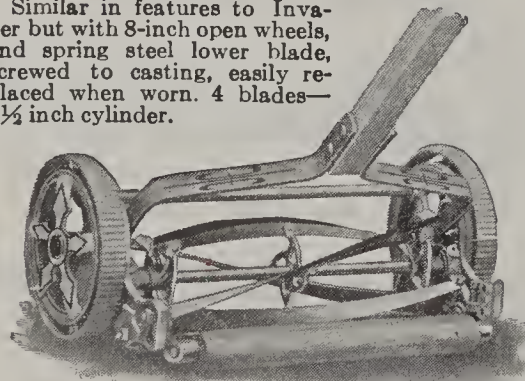 Similar in features to Inva-
er but with 8-inch open wheels,
nd spring steel lower blade,
crewed to casting, easily re-
laced when worn. 4 blades—
½ inch cylinder.